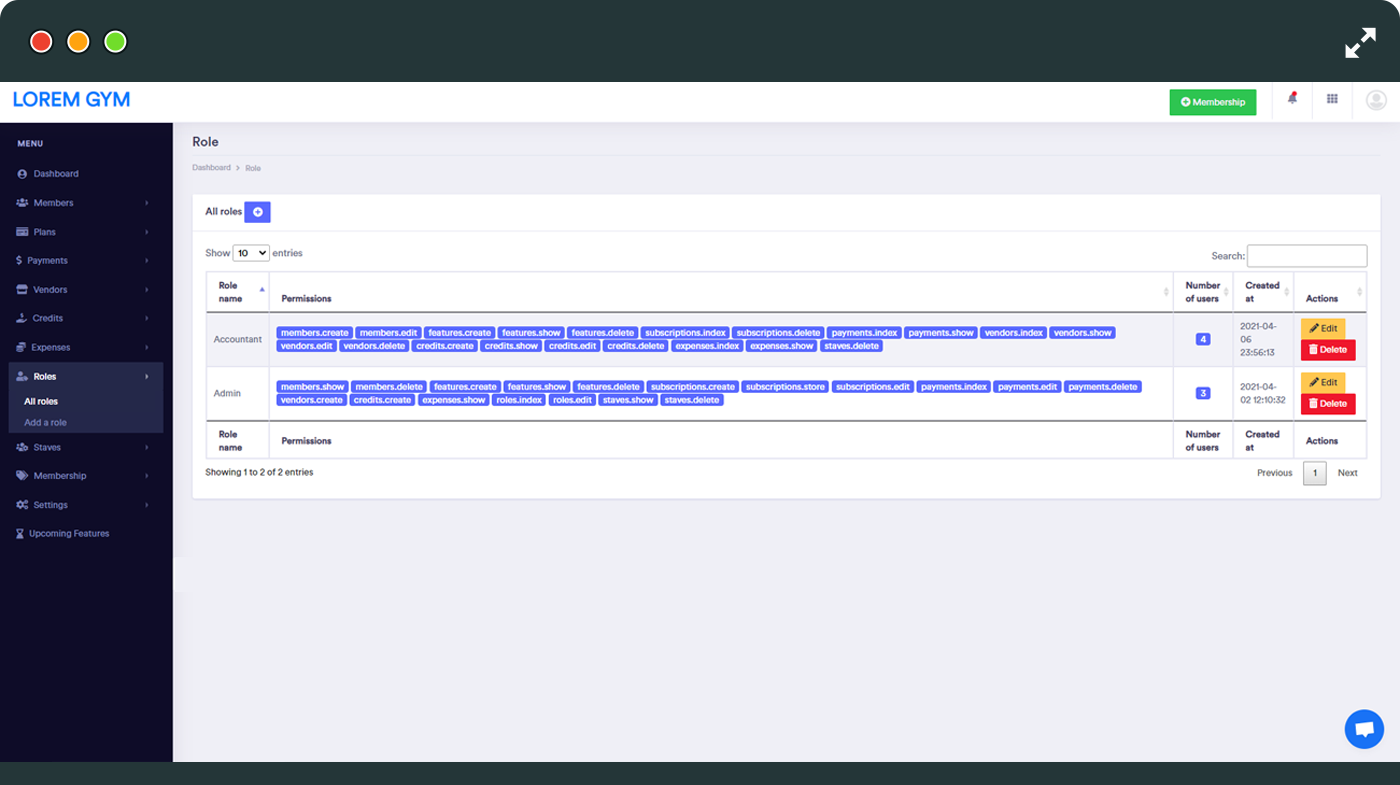 LOREM GYM
Membership
MENU
Dashboard
Members
Plans
Payments
Vendors
Credits
Expenses
Roles
All roles
Add a role
Staves
Membership
Settings
Upcoming Features
Role
Dashboard > Role
All roles
Show 10 entries
Search:
Role name Permissions Number of users Created at Actions
Accountant
members.create members.edit features.create features.show features.delete subscriptions.index subscriptions.delete payments.index payments.show vendors.index vendors.show
vendors.edit vendors.delete credits.create credits.show credits.edit credits.delete expenses.index expenses.show staves.delete
4
2021-04-
06
23:56:13
Edit
Delete
Admin
members.show members.delete features.create features.show features.delete subscriptions.create subscriptions.store subscriptions.edit payments.index payments.edit payments.delete
vendors.create credits.create expenses.show roles.index roles.edit staves.show staves.delete
3
2021-04-
02 12:10:32
Edit
Delete
Role name Permissions Number of users Created at Actions
Showing 1 to 2 of 2 entries
Previous 1 Next